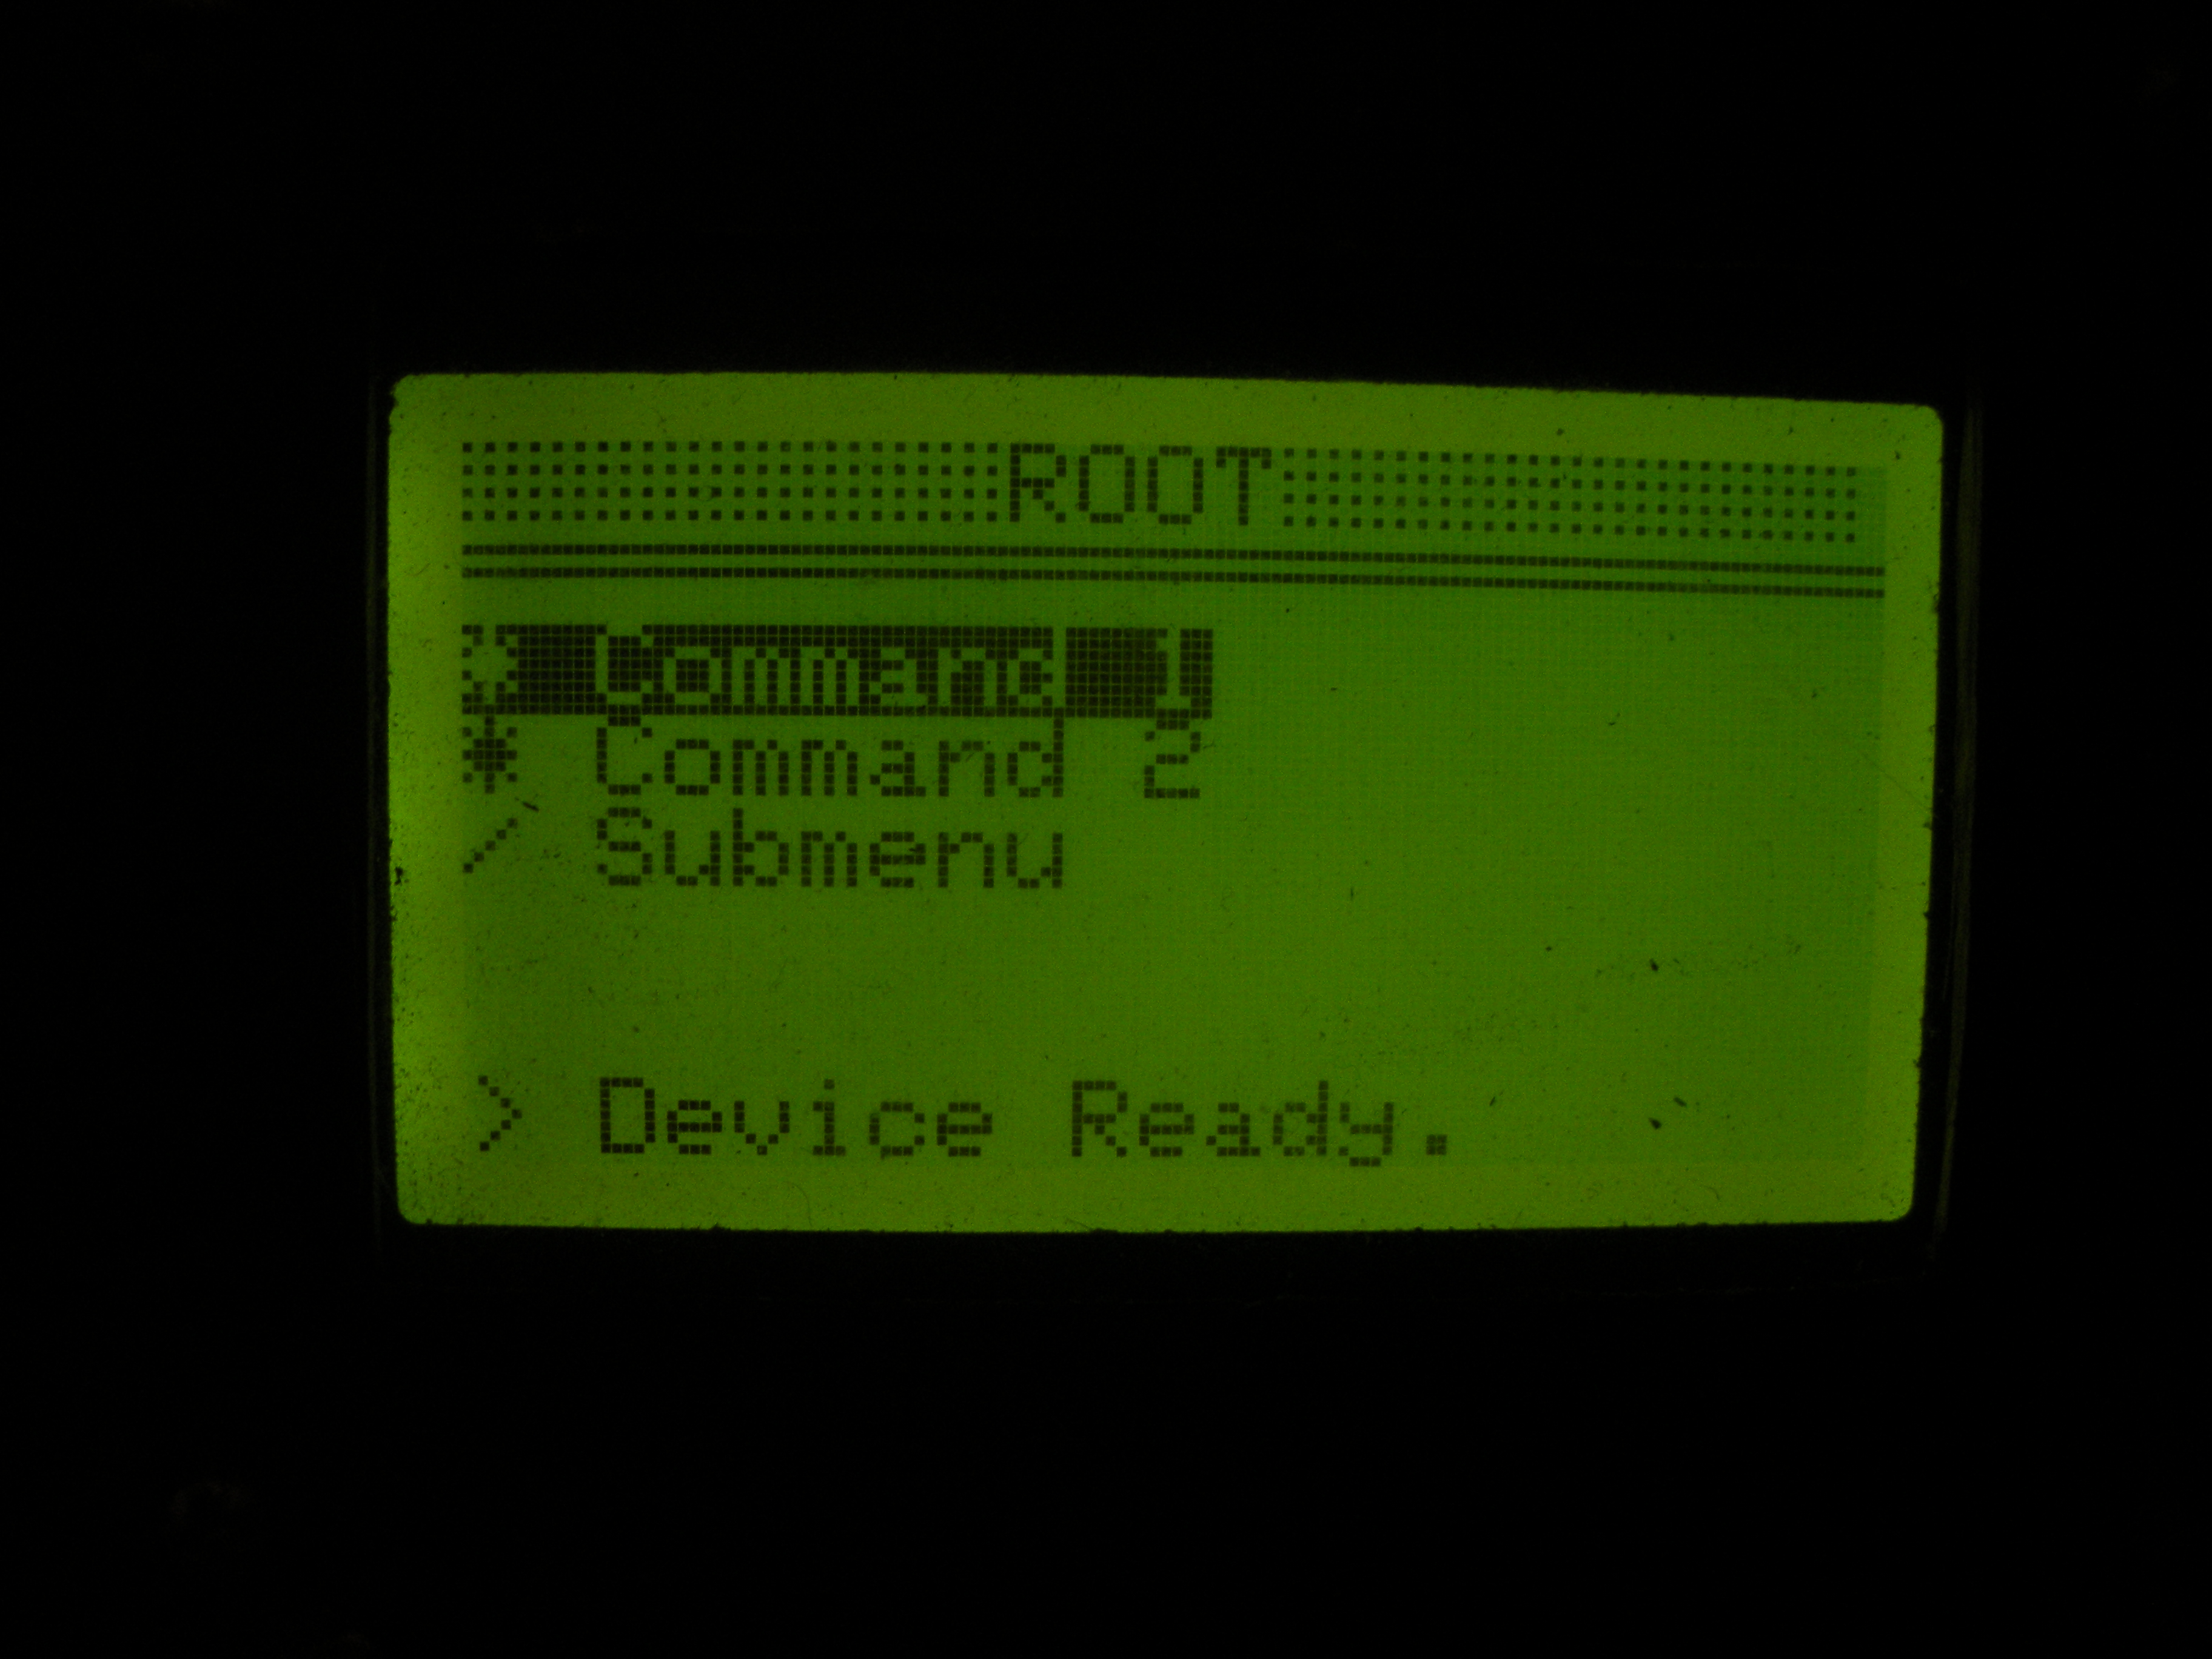 ROOT
* Command 1
* Command 2
/ Submenu
> Device Ready.